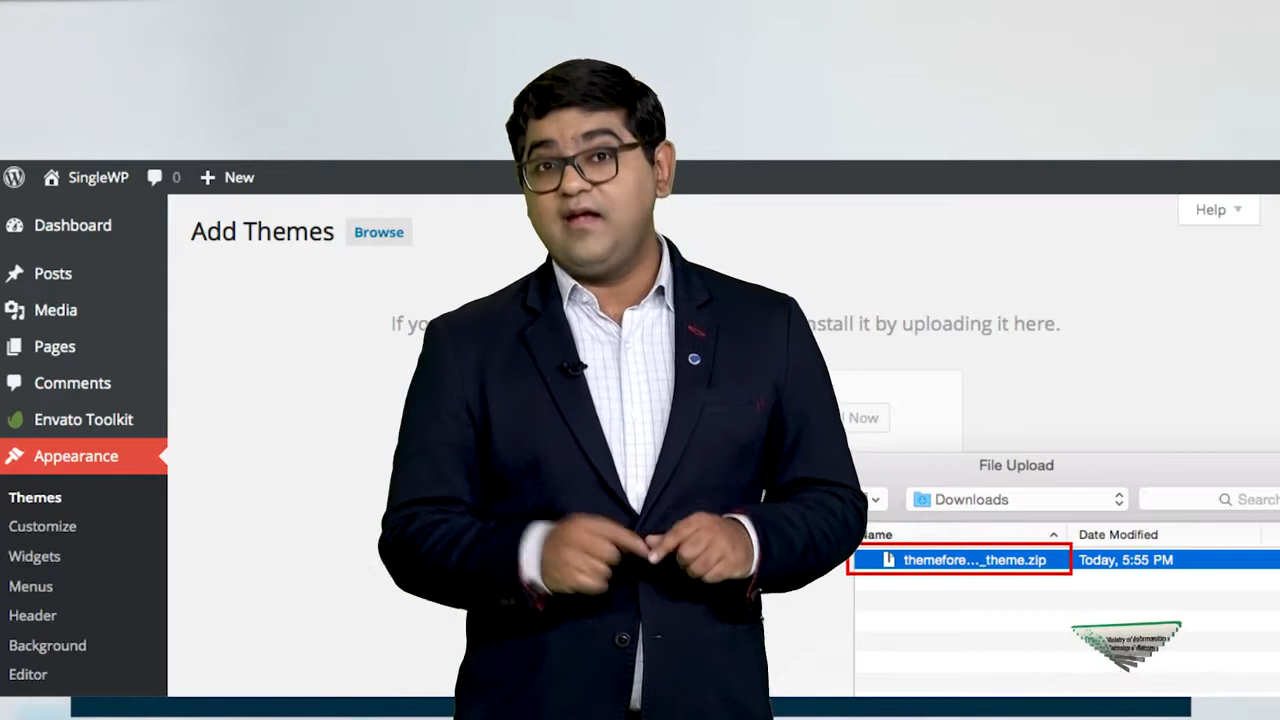 SingleWP 0 New
Help
Dashboard
Add Themes Browse
Posts
Media
If you
nstall it by uploading it here.
Pages
Comments
Envato Toolkit
Now
Appearance
File Upload
Themes
Downloads
Search
Customize
Name
Date Modified
Widgets
themefore..._theme.zip
Today, 5:55 PM
Menus
Header
Background
Editor